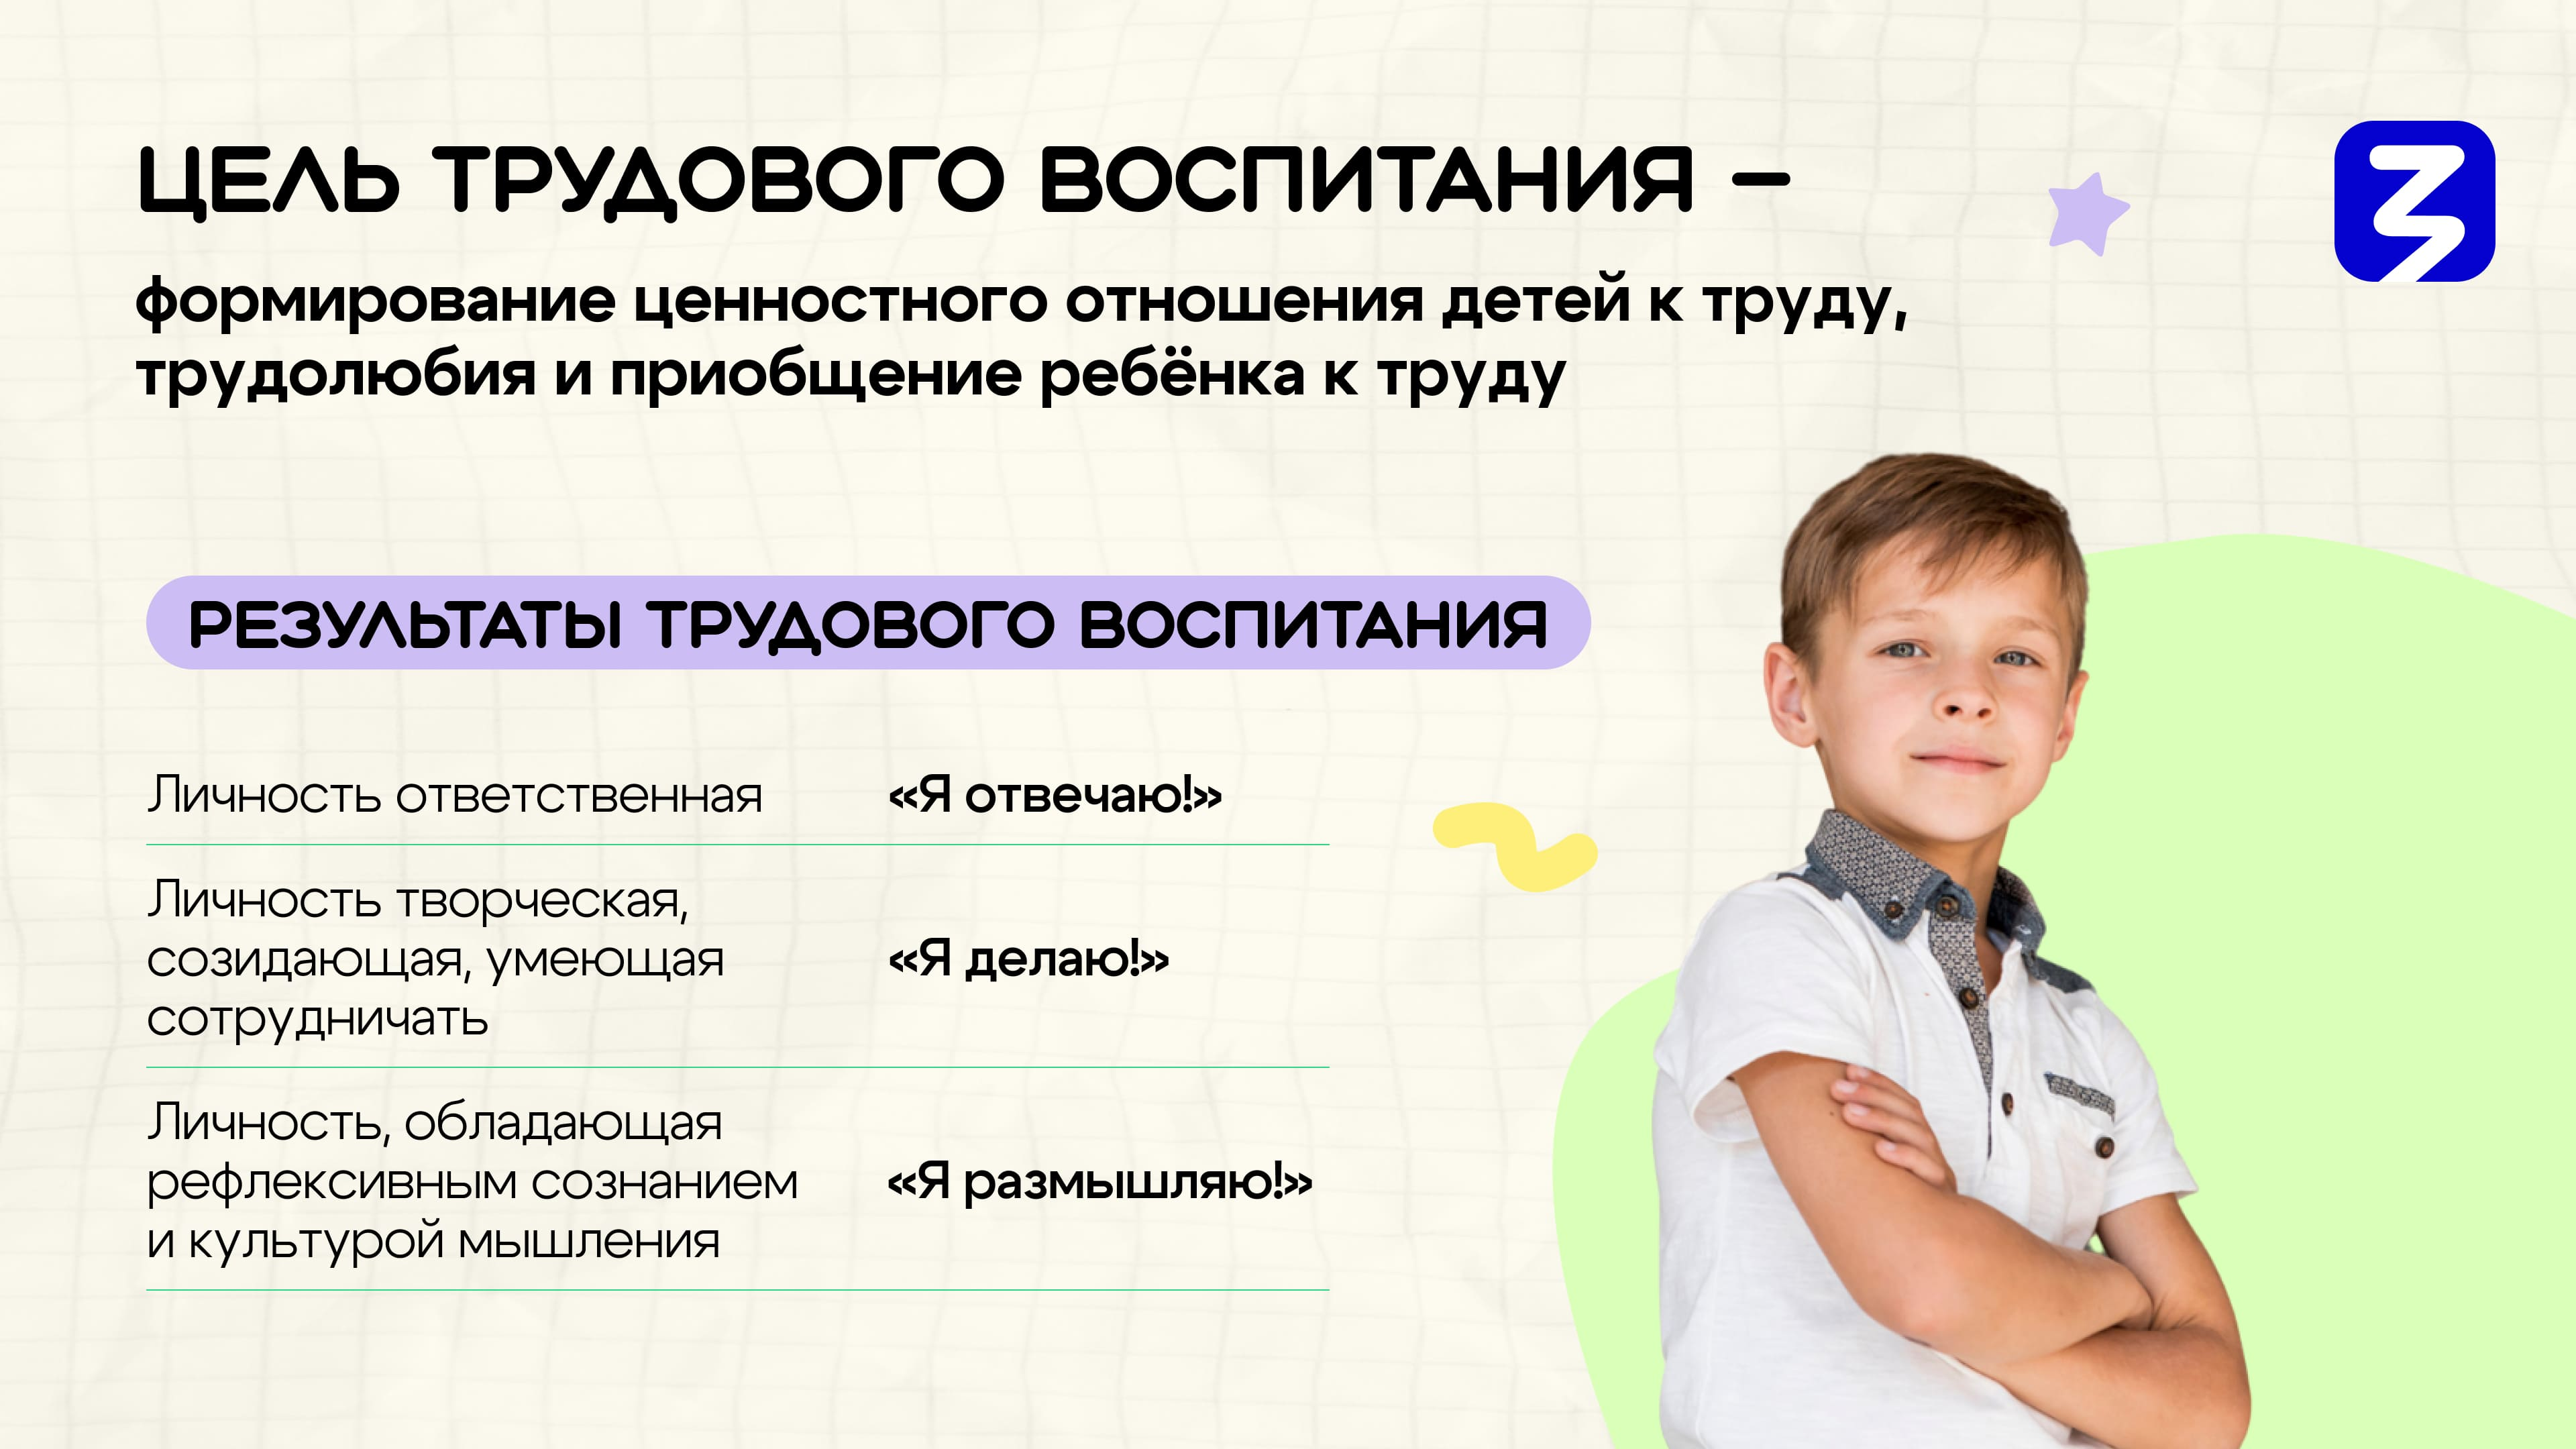 ЦЕЛЬ ТРУДОВОГО ВОСПИТАНИЯ –
формирование ценностного отношения детей к труду,
трудолюбия и приобщение ребёнка к труду
РЕЗУЛЬТАТЫ ТРУДОВОГО ВОСПИТАНИЯ
Личность ответственная
«Я отвечаю!»
Личность творческая,
созидающая, умеющая
сотрудничать
«Я делаю!»
Личность, обладающая
рефлексивным сознанием
и культурой мышления
«Я размышляю!»